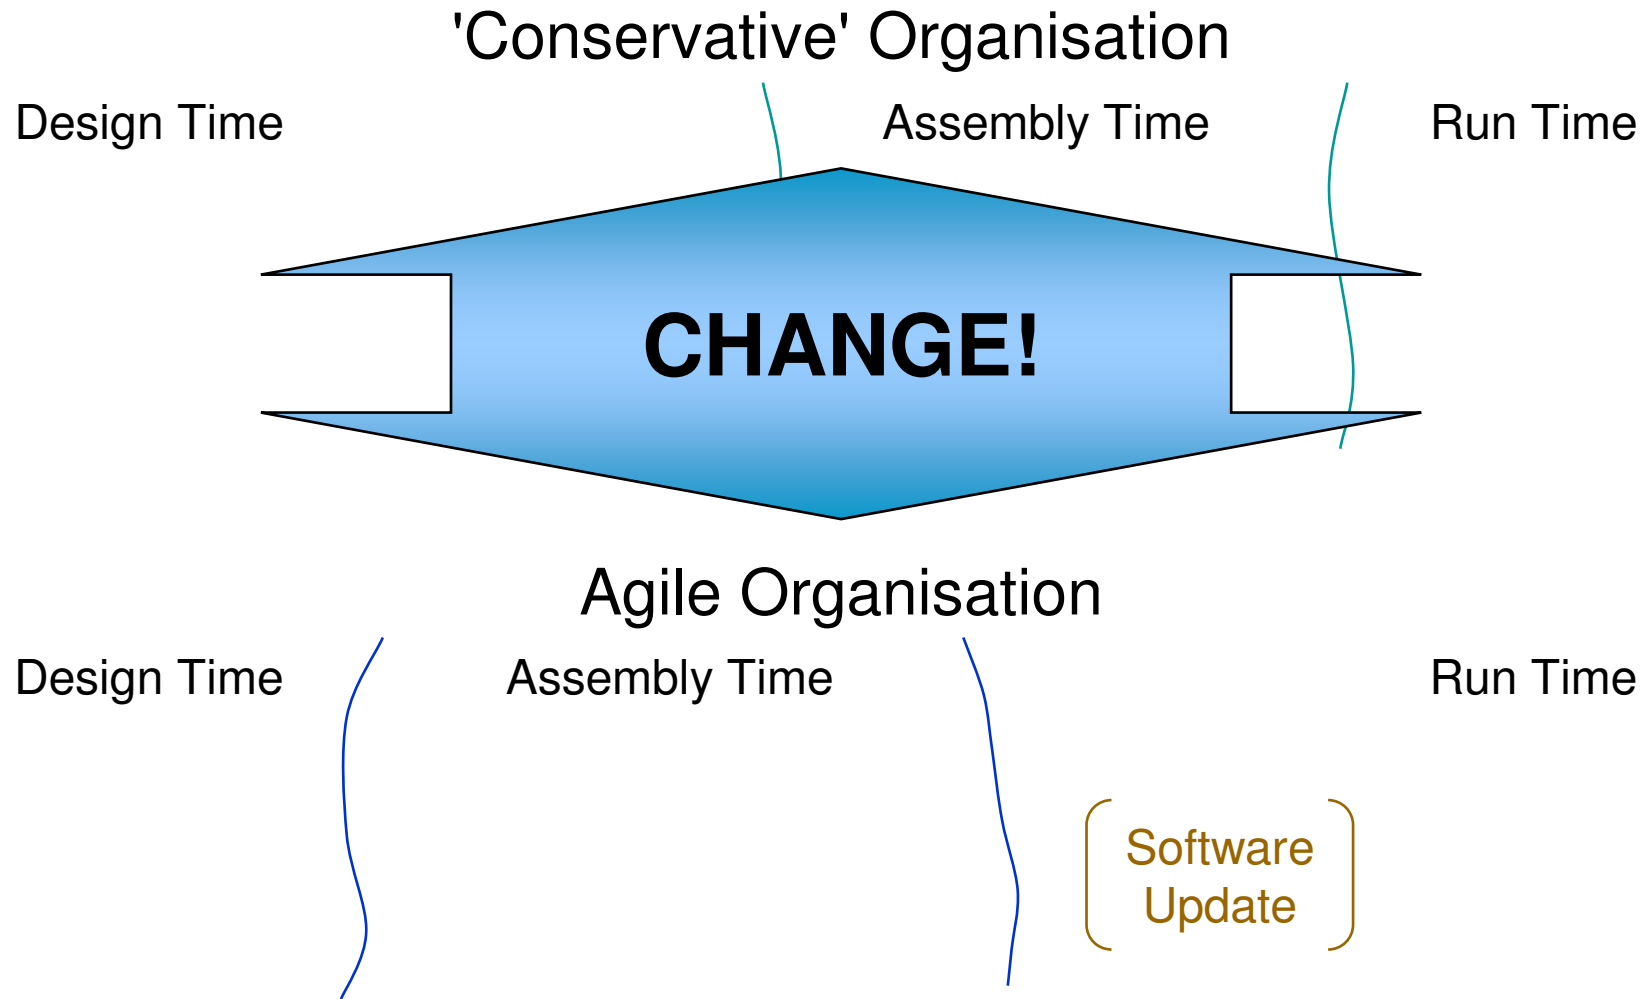 'Conservative' Organisation
Design Time
Assembly Time
Run Time
CHANGE!
Agile Organisation
Design Time
Assembly Time
Run Time
Software
Update